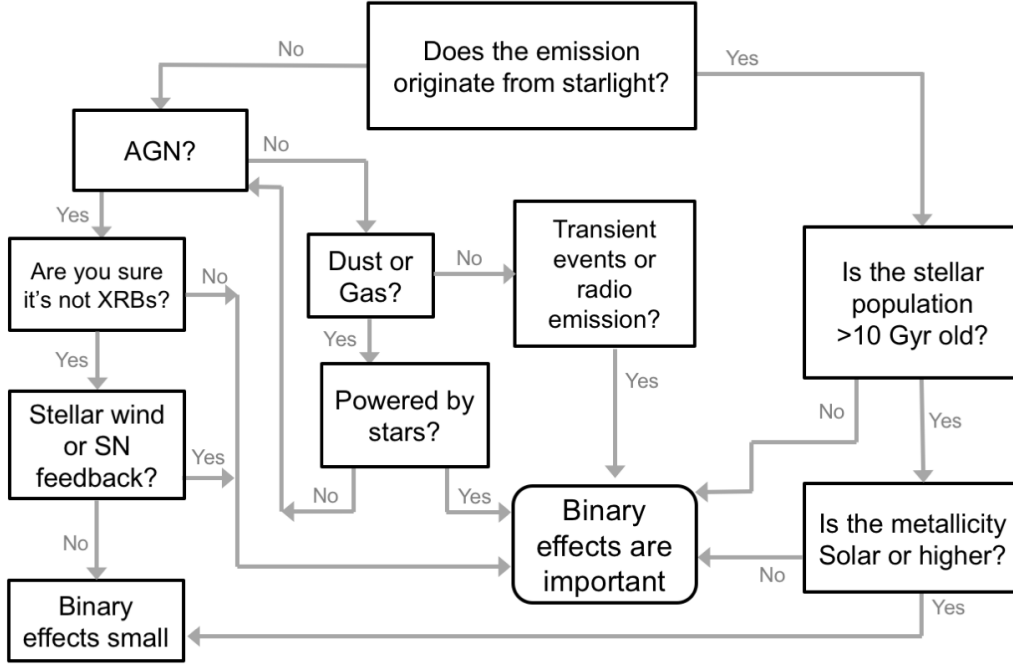 Does the emission
originate from starlight?
No
Yes
AGN?
No
Yes
Are you sure
it's not XRBs?
No
Yes
Stellar wind
or SN
feedback?
Yes
No
Binary
effects small
Dust or
Gas?
No
Yes
Powered by
stars?
No
Yes
Transient
events or
radio
emission?
Yes
Binary
effects are
important
Is the stellar
population
>10 Gyr old?
No
Yes
Is the metallicity
Solar or higher?
No
Yes